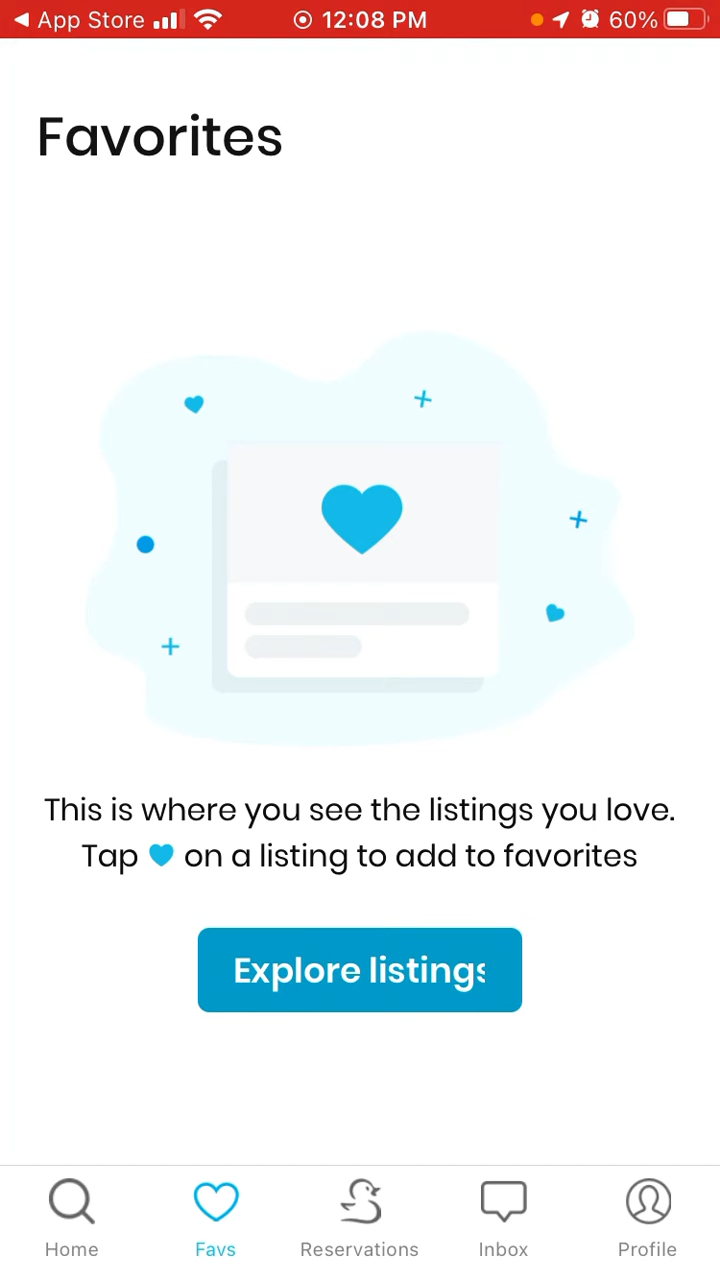 App Store 12:08 PM 60%
Favorites
This is where you see the listings you love.
Tap on a listing to add to favorites
Explore listings
Home Favs Reservations Inbox Profile